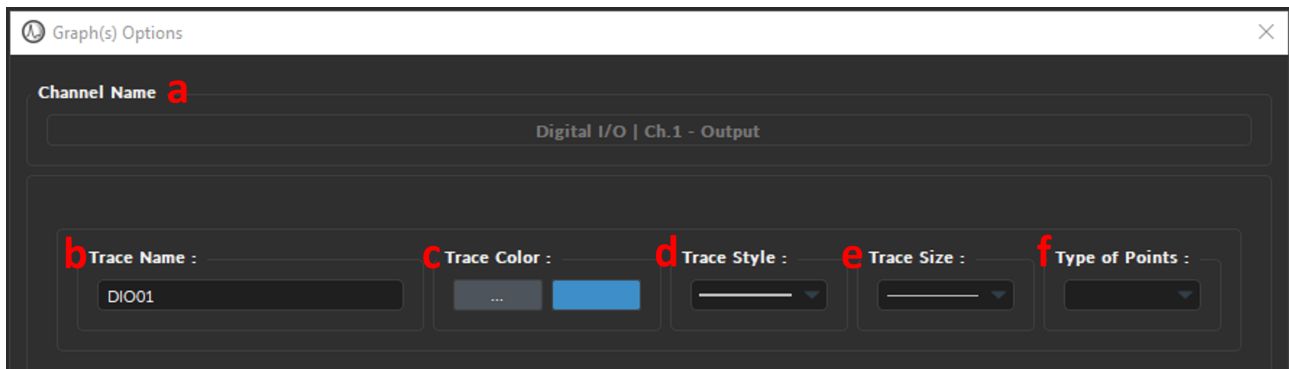 Graph(s) Options
Channel Name a
Digital I/O | Ch.1 - Output
b Trace Name :
c Trace Color :
d Trace Style :
e Trace Size :
f Type of Points :
DIO01
...